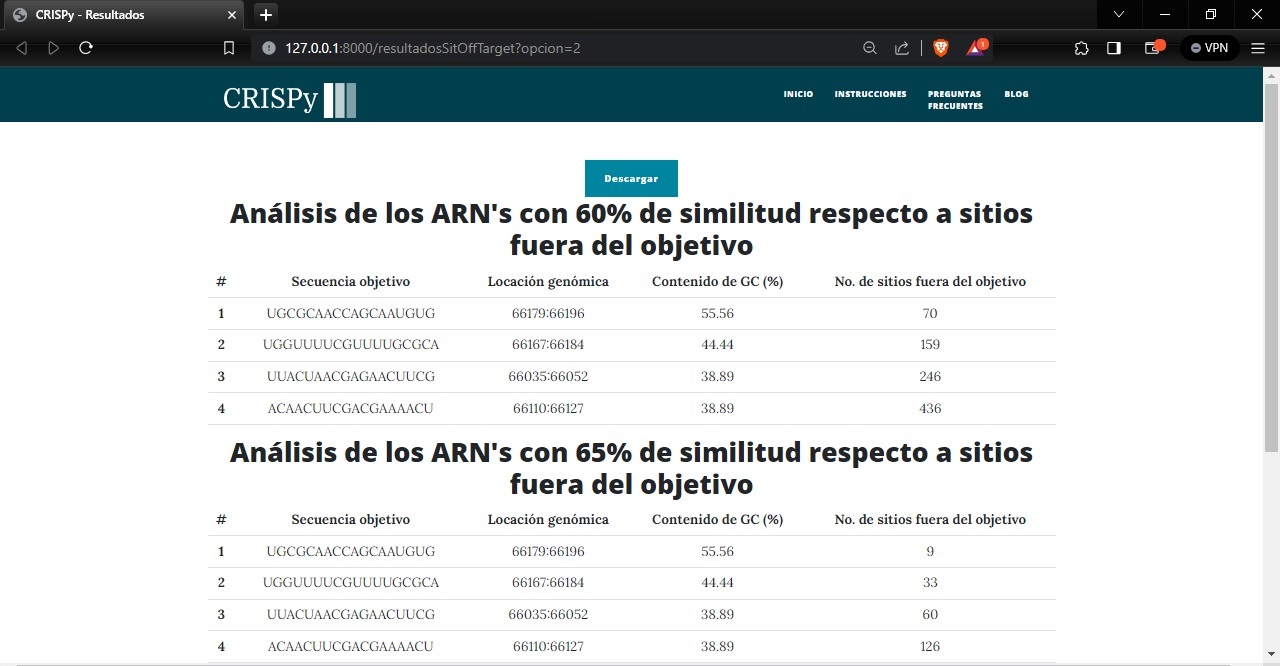 CRISPy - Resultados
127.0.0.1:8000/resultadosSitOffTarget?opcion=2
1
VPN
CRISPy
INICIO INSTRUCCIONES PREGUNTAS FRECUENTES BLOG
Descargar
Análisis de los ARN's con 60% de similitud respecto a sitios
fuera del objetivo
# Secuencia objetivo Locación genómica Contenido de GC (%) No. de sitios fuera del objetivo
1 UGCGCAACCAGCAAUGUG 66179:66196 55.56 70
2 UGGUUUUCGUUUUGCGCA 66167:66184 44.44 159
3 UUACUAACGAGAACUUCG 66035:66052 38.89 246
4 ACAACUUCGACGAAAACU 66110:66127 38.89 436
Análisis de los ARN's con 65% de similitud respecto a sitios
fuera del objetivo
# Secuencia objetivo Locación genómica Contenido de GC (%) No. de sitios fuera del objetivo
1 UGCGCAACCAGCAAUGUG 66179:66196 55.56 9
2 UGGUUUUCGUUUUGCGCA 66167:66184 44.44 33
3 UUACUAACGAGAACUUCG 66035:66052 38.89 60
4 ACAACUUCGACGAAAACU 66110:66127 38.89 126